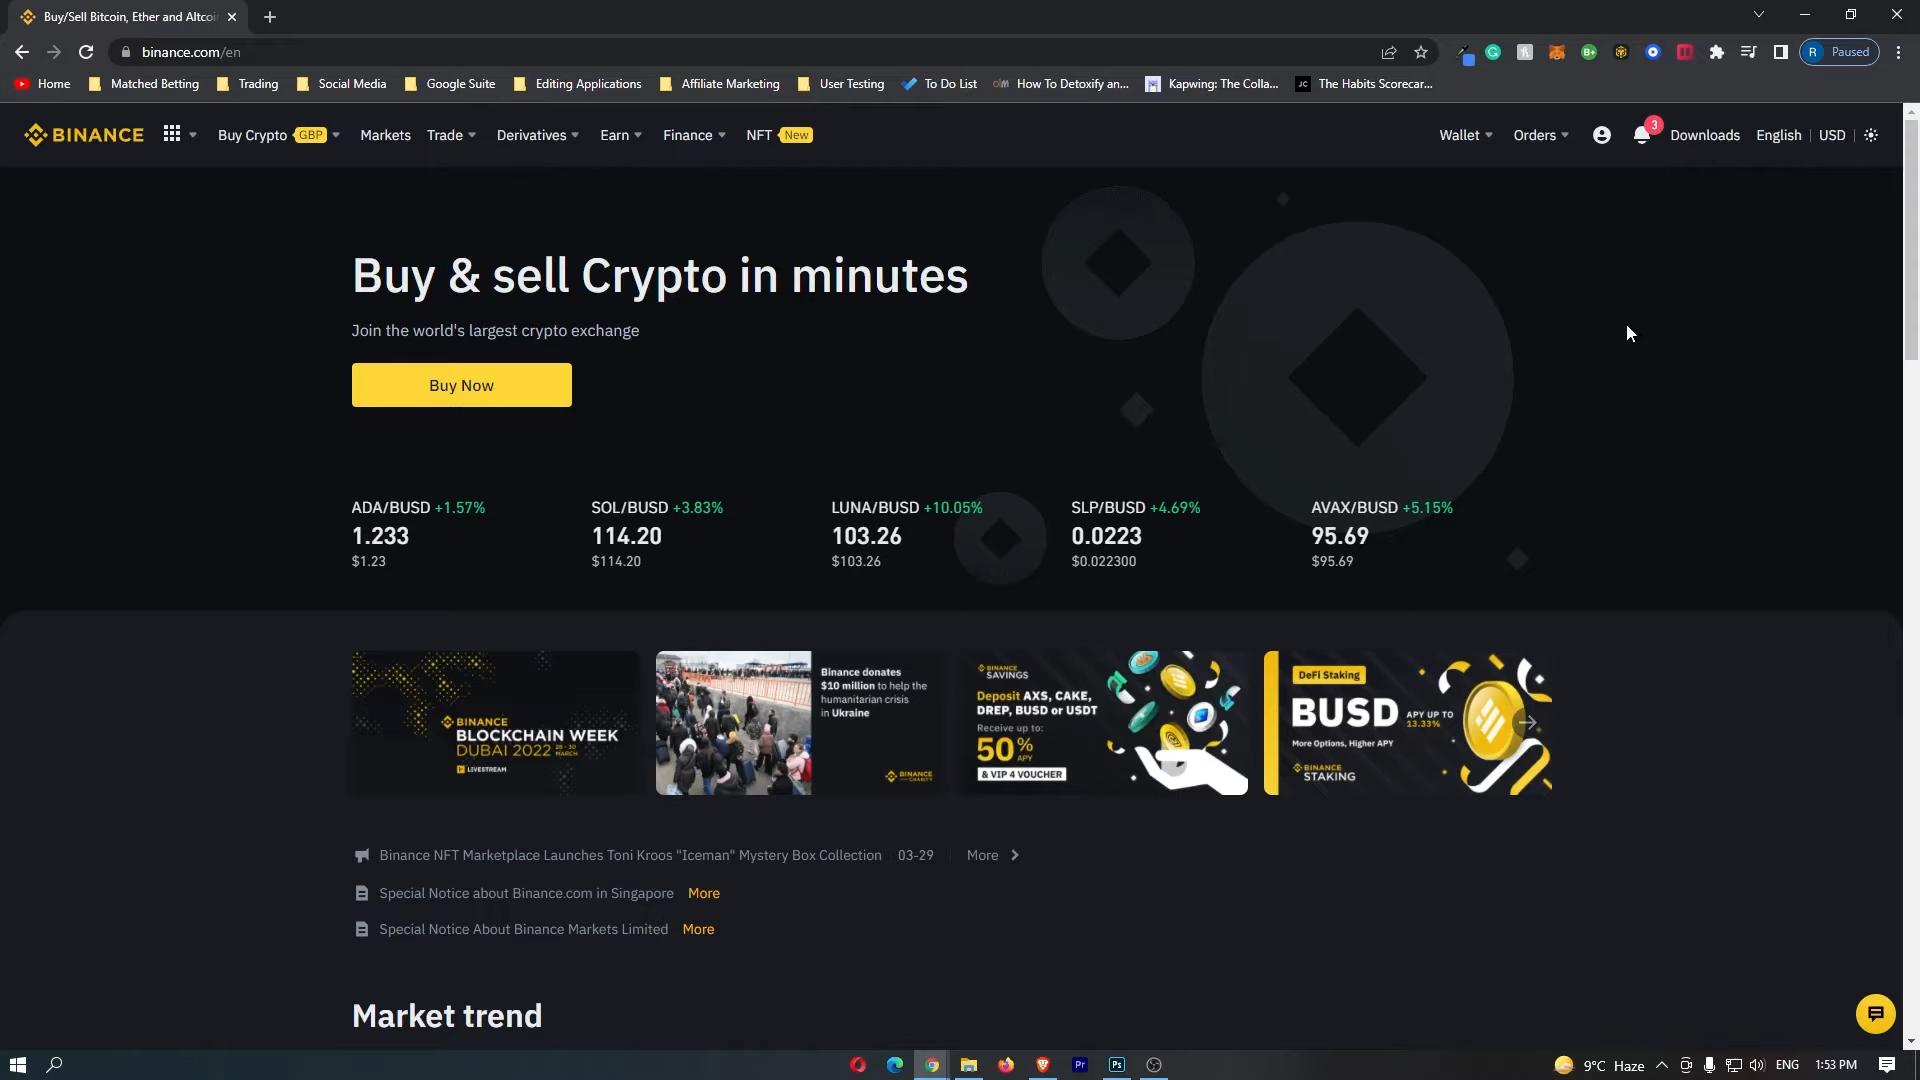 Buy/Sell Bitcoin, Ether and Altcoi
binance.com/en
R Paused
Home
Matched Betting
Trading
Social Media
Google Suite
Editing Applications
Affiliate Marketing
User Testing
To Do List
How To Detoxify an...
Kapwing: The Colla...
JC The Habits Scorecar...
BINANCE
Buy Crypto GBP
Markets
Trade
Derivatives
Earn
Finance
NFT New
Wallet
Orders
3
Downloads
English
USD
Buy & sell Crypto in minutes
Join the world's largest crypto exchange
Buy Now
ADA/BUSD +1.57%
1.233
$1.23
SOL/BUSD +3.83%
114.20
$114.20
LUNA/BUSD +10.05%
103.26
$103.26
SLP/BUSD +4.69%
0.0223
$0.022300
AVAX/BUSD +5.15%
95.69
$95.69
BINANCE
BLOCKCHAIN WEEK
DUBAI 2022 28 - 30 MARCH
LIVESTREAM
Binance donates
$10 million to help the
humanitarian crisis
in Ukraine
BINANCE
CHARITY
BINANCE
SAVINGS
Deposit AXS, CAKE,
DREP, BUSD or USDT
Receive up to:
50% APY
& VIP 4 VOUCHER
DeFi Staking
BUSD APY UP TO
13.33%
More Options, Higher APY
BINANCE
STAKING
Binance NFT Marketplace Launches Toni Kroos "Iceman" Mystery Box Collection 03-29 More
Special Notice about Binance.com in Singapore More
Special Notice About Binance Markets Limited More
Market trend
Pr
Ps
9°C Haze
ENG
1:53 PM